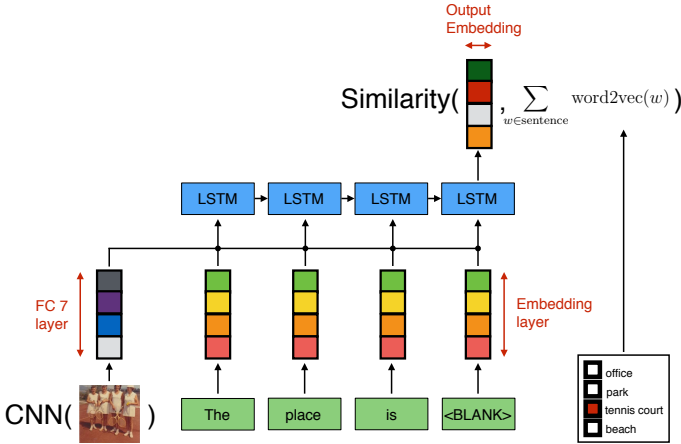 Output
Embedding
Similarity( , ∑ word2vec(w) )
w∈sentence
LSTM LSTM LSTM LSTM
FC 7
layer
Embedding
layer
CNN( )
The place is <BLANK>
office
park
tennis court
beach